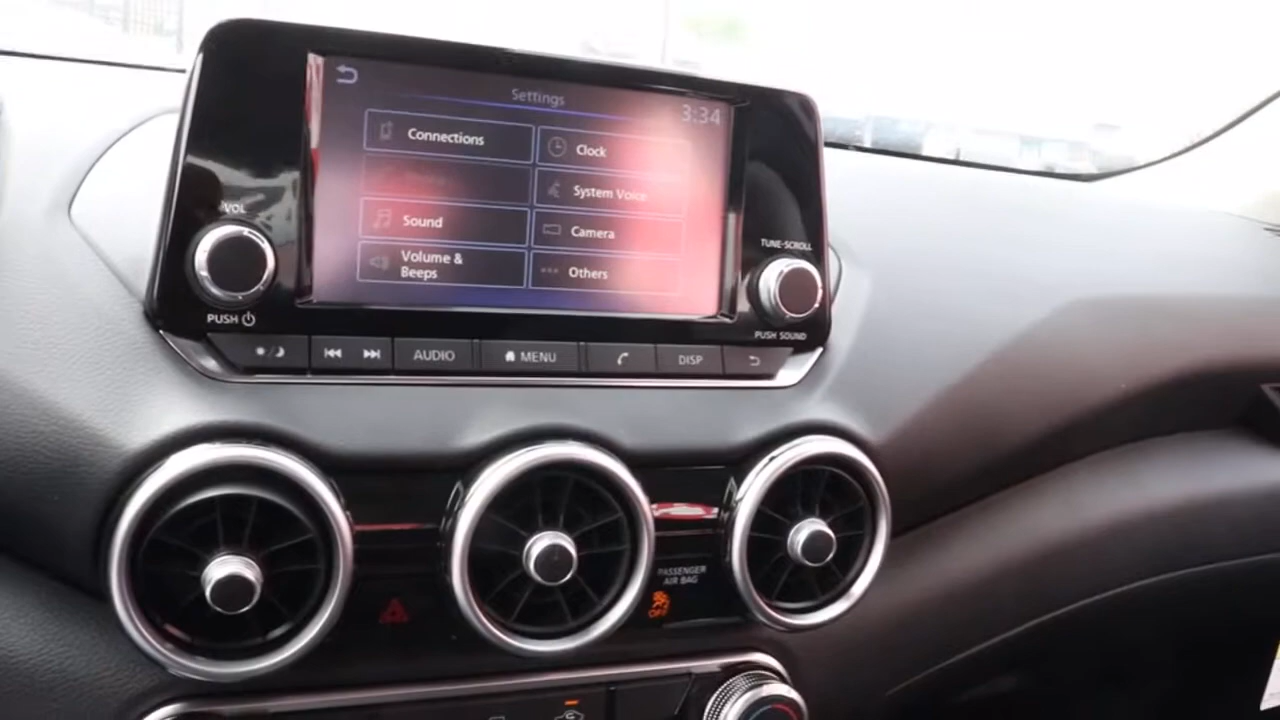 Settings
3:34
Connections
Clock
System Voice
Sound
Camera
Volume &
Beeps
Others
VOL
PUSH
TUNE-SCROLL
PUSH SOUND
AUDIO
MENU
DISP
PASSENGER
AIR BAG
OFF